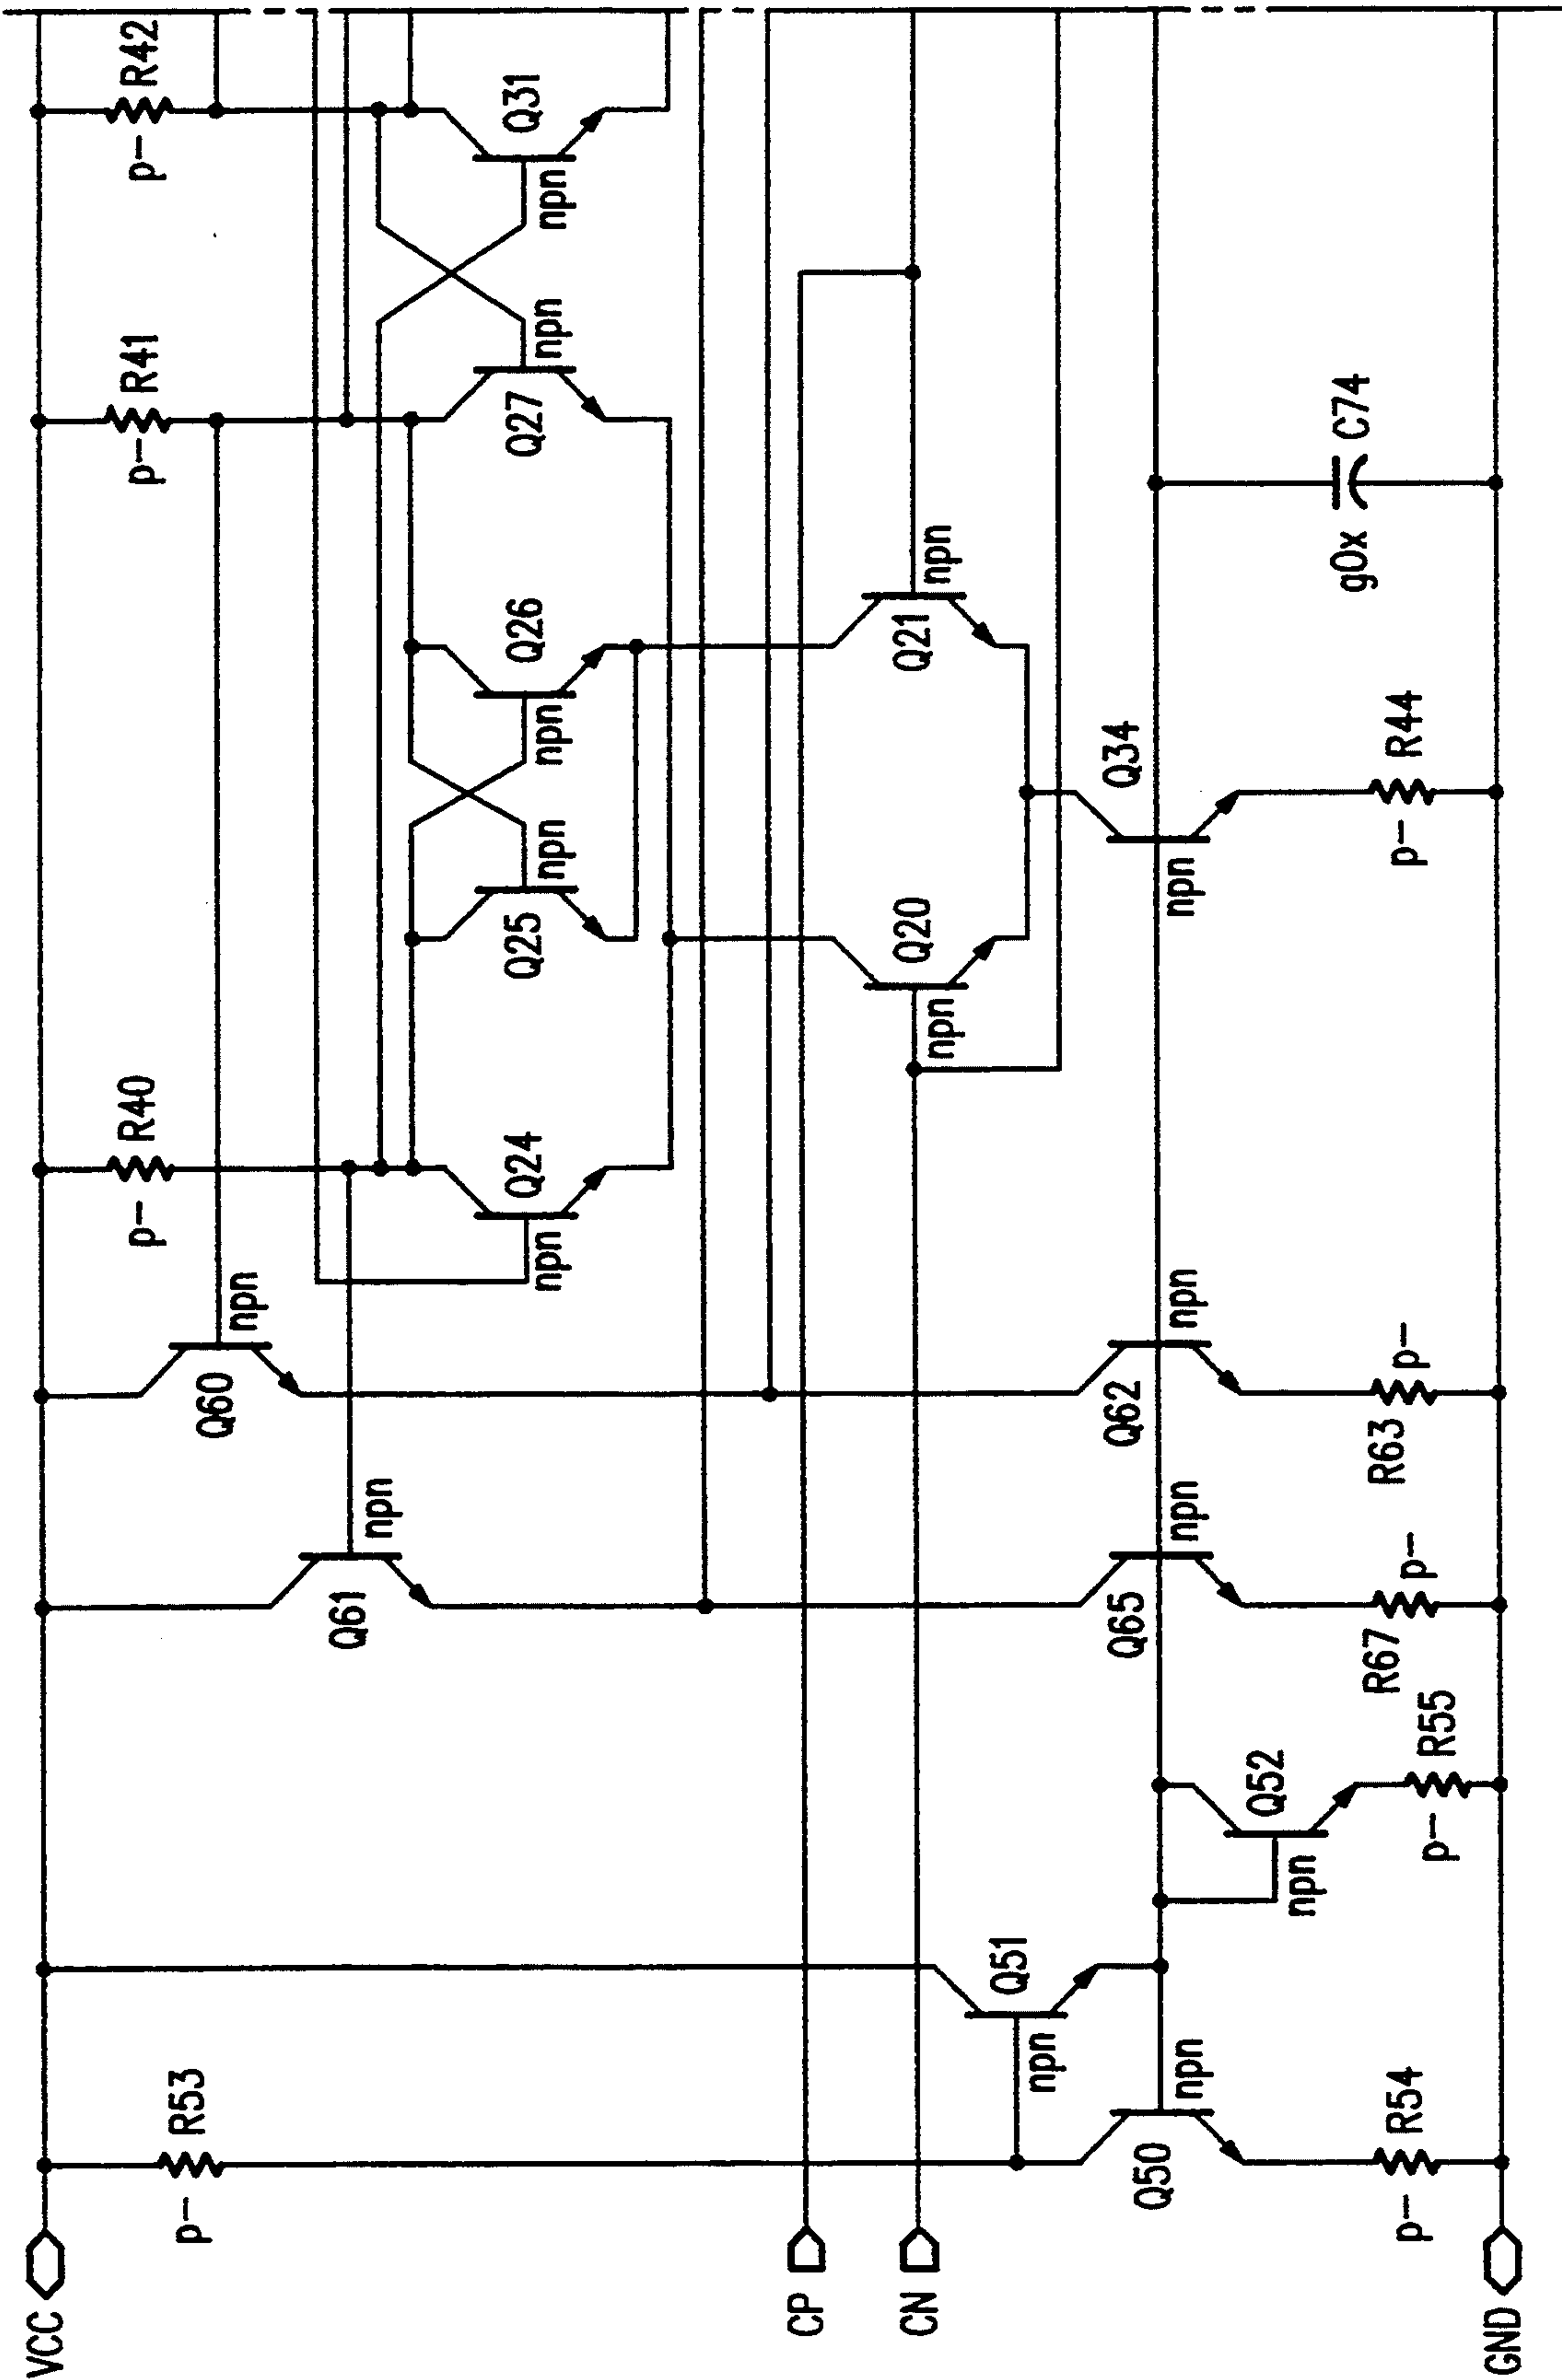 VCC
CP
CN
GND
p- R53
Q51
npn
Q50
npn
p- R54
Q52
npn
p- R55
Q61
npn
Q65
npn
R67 p-
Q60
npn
Q62
npn
R63 p-
p- R40
Q24
npn
Q25
npn
Q26
npn
Q20
npn
Q21
npn
Q34
npn
p- R44
p- R41
Q27
npn
p- R42
Q31
npn
gOx C74